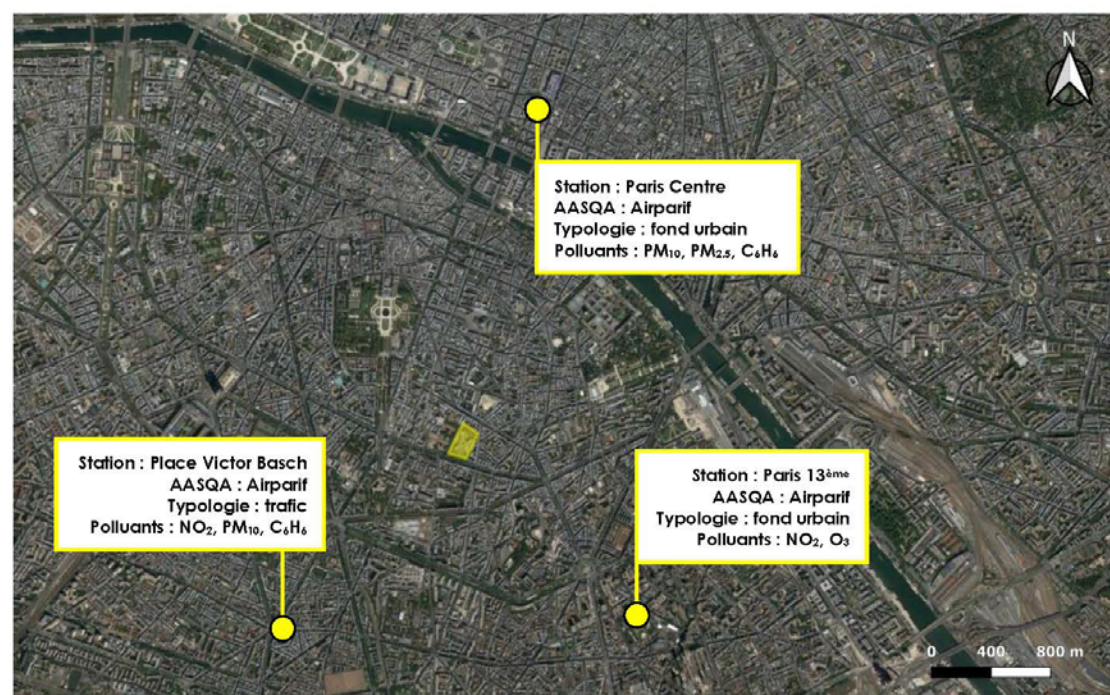 N
Station : Paris Centre
AASQA : Airparif
Typologie : fond urbain
Polluants : PM₁₀, PM₂.₅, C₆H₆
Station : Place Victor Basch
AASQA : Airparif
Typologie : trafic
Polluants : NO₂, PM₁₀, C₆H₆
Station : Paris 13ème
AASQA : Airparif
Typologie : fond urbain
Polluants : NO₂, O₃
0 400 800 m